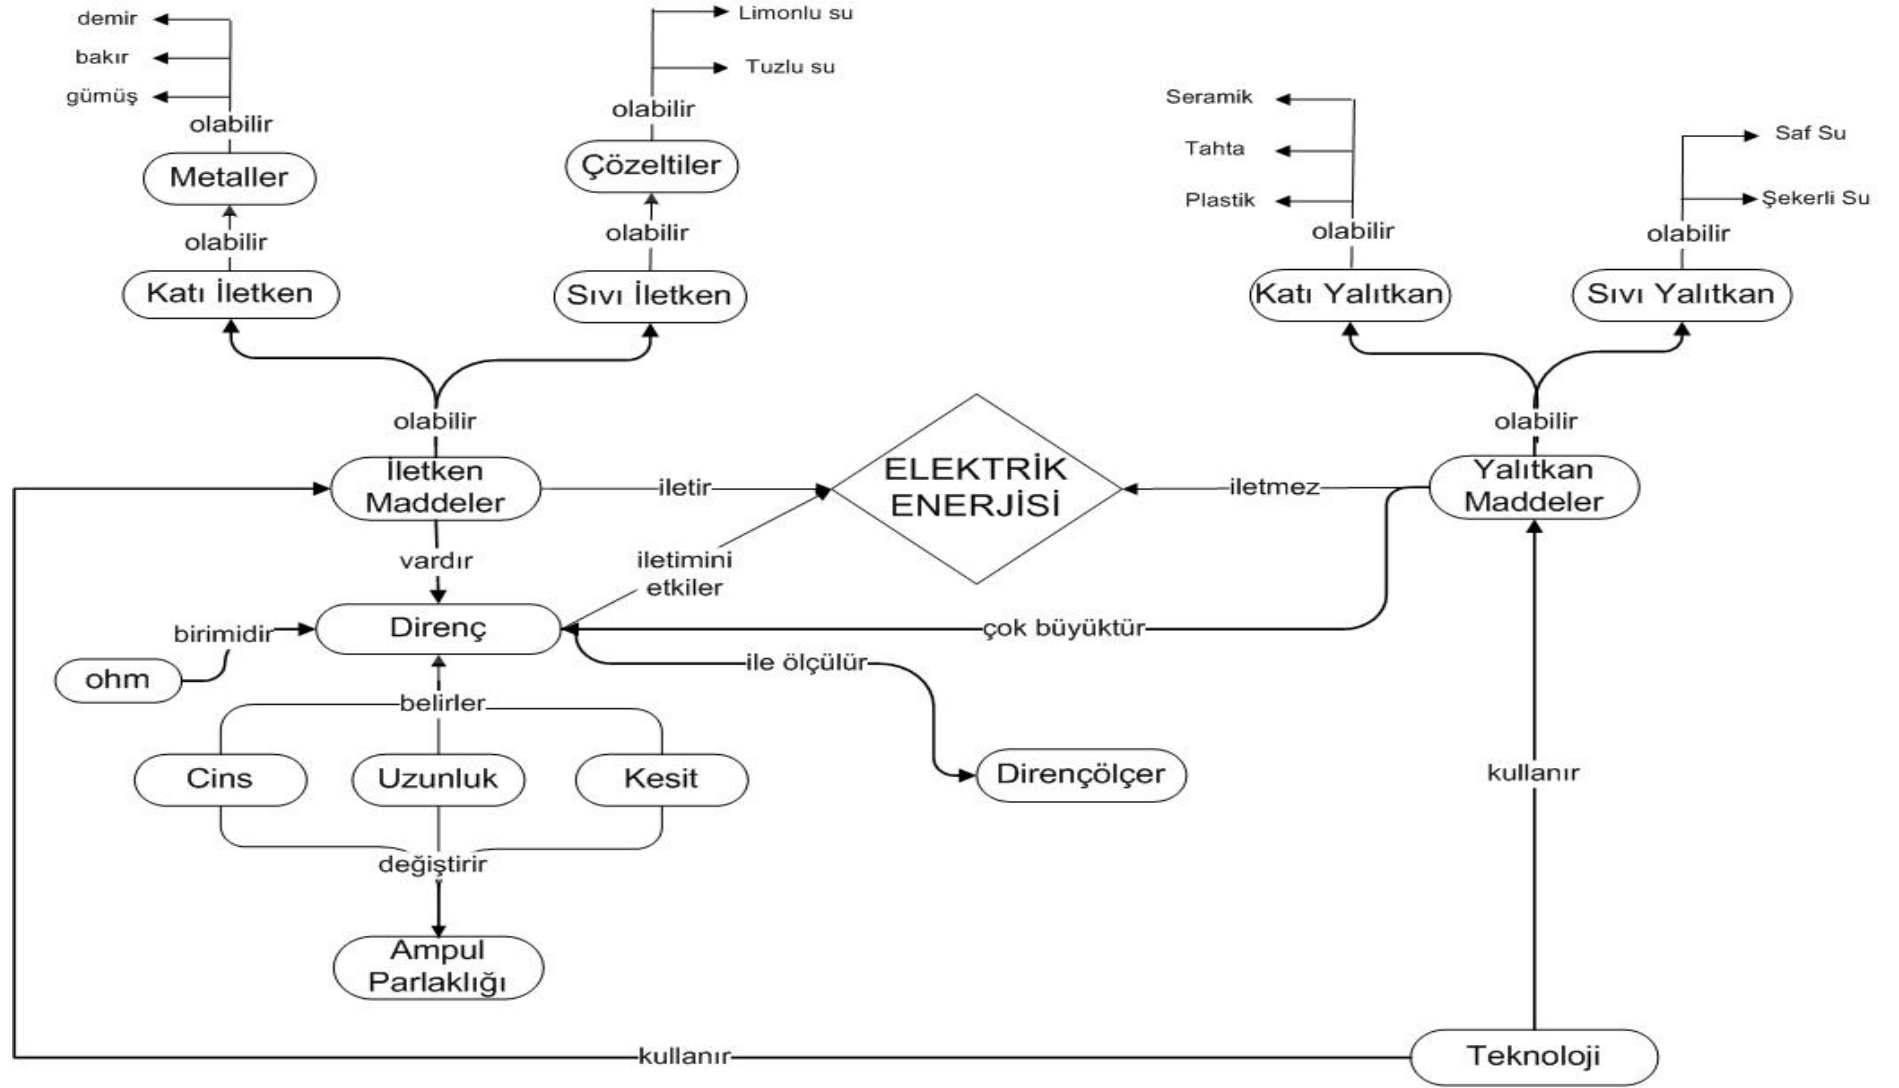 demir
bakır
gümüş
olabilir
Metaller
olabilir
Katı İletken
Limonlu su
Tuzlu su
olabilir
Çözeltiler
olabilir
Sıvı İletken
Seramik
Tahta
Plastik
olabilir
Katı Yalıtkan
Saf Su
Şekerli Su
olabilir
Sıvı Yalıtkan
olabilir
olabilir
İletken
Maddeler
iletir
ELEKTRİK
ENERJİSİ
iletmez
Yalıtkan
Maddeler
vardır
iletimini
etkiler
birimidir
Direnç
çok büyüktür
ohm
ile ölçülür
belirler
Cins
Uzunluk
Kesit
Dirençölçer
kullanır
değiştirir
Ampul
Parlaklığı
kullanır
Teknoloji